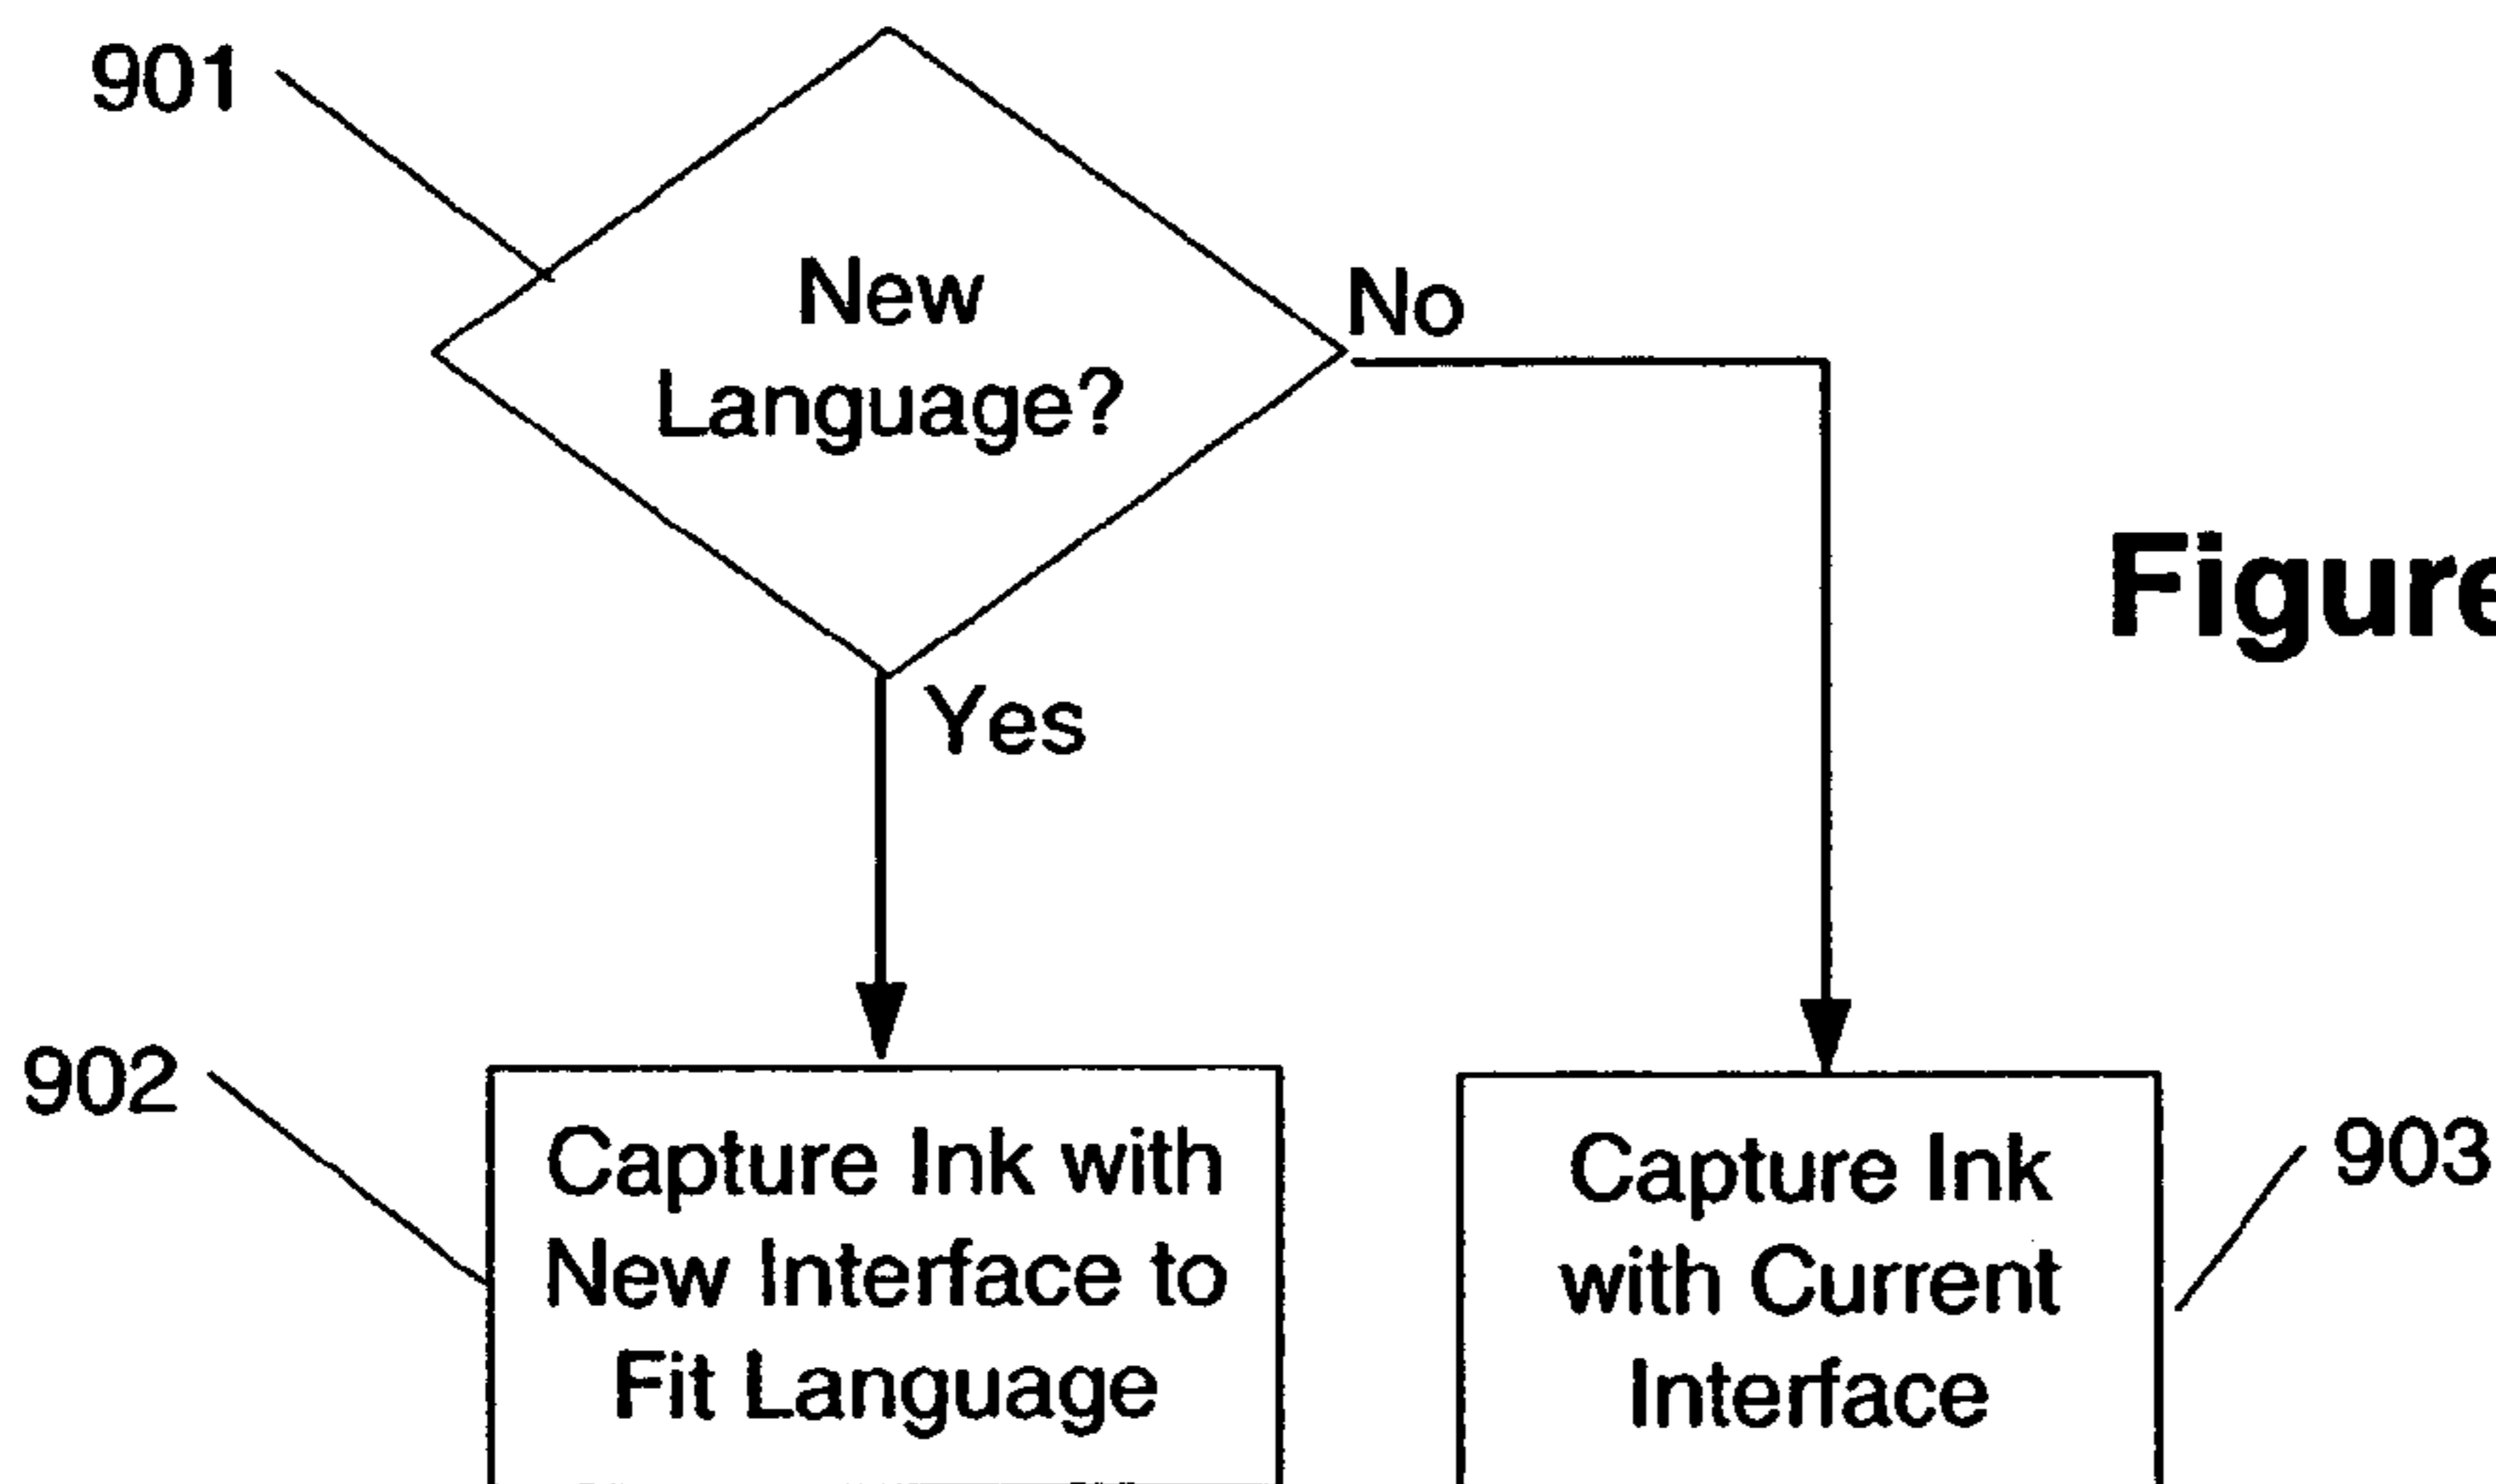 901
New
Language?
No
Figure
Yes
902
Capture Ink with
New Interface to
Fit Language
Capture Ink
with Current
Interface
903